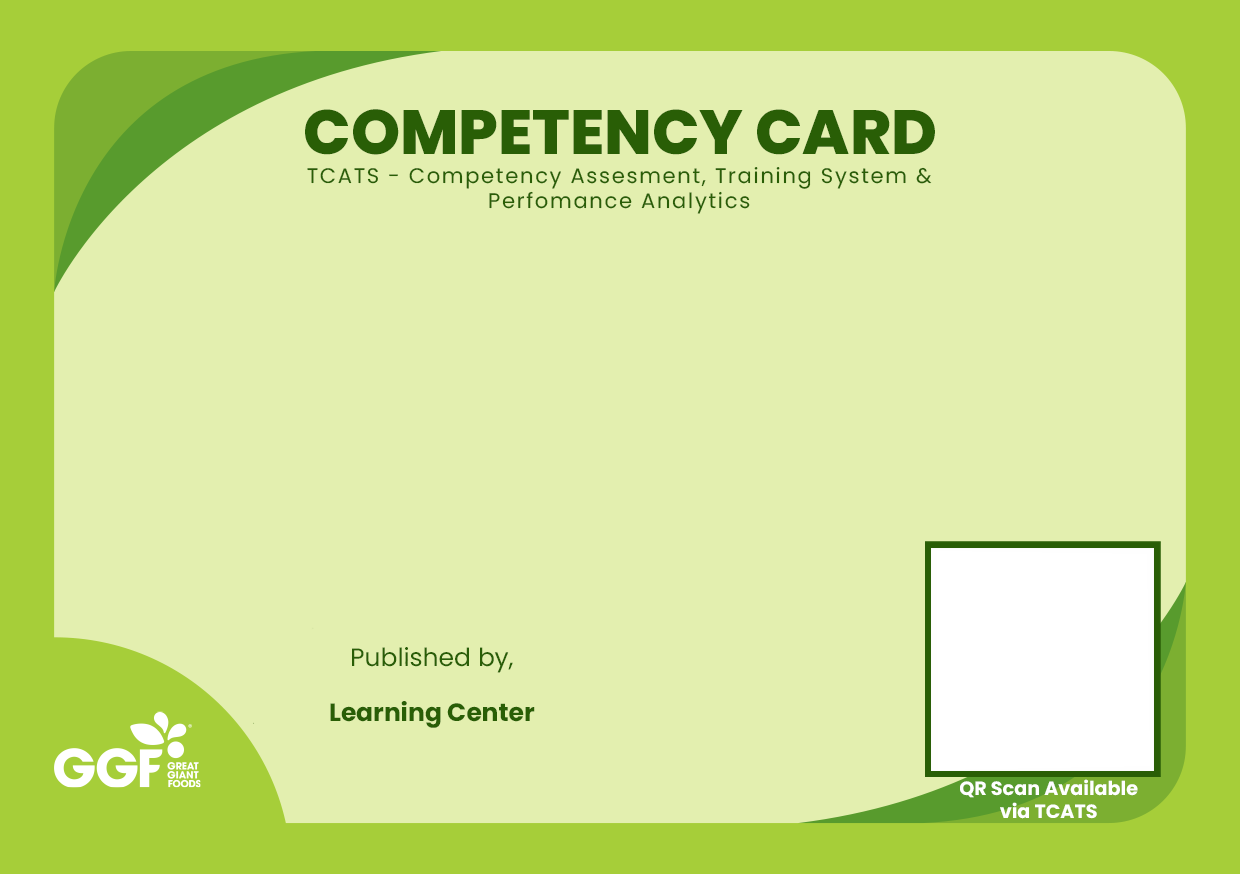 COMPETENCY CARD
TCATS - Competency Assesment, Training System &
Perfomance Analytics
Published by,
Learning Center
GGF
GREAT
GIANT
FOODS
QR Scan Available
via TCATS